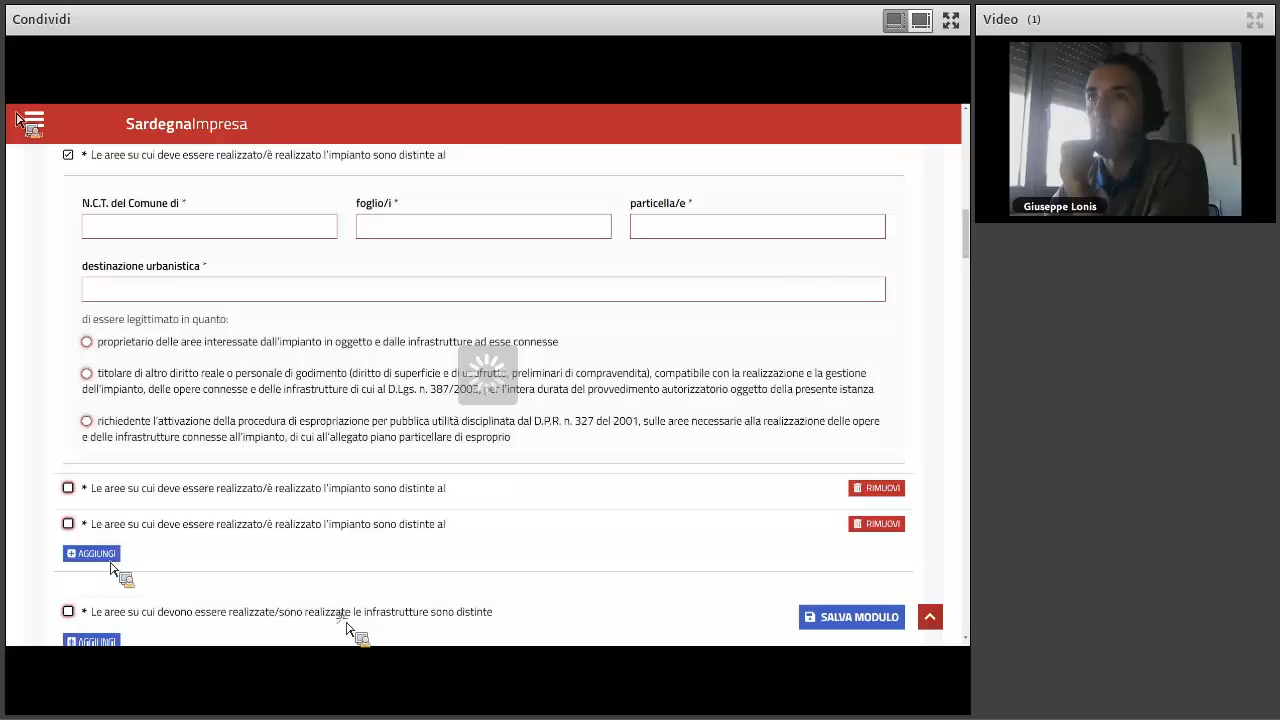 Condividi
Video (1)
SardegnaImpresa
* Le aree su cui deve essere realizzato/è realizzato l'impianto sono distinte al
N.C.T. del Comune di * foglio/i * particella/e *
destinazione urbanistica *
di essere legittimato in quanto:
proprietario delle aree interessate dall'impianto in oggetto e dalle infrastrutture ad esse connesse
titolare di altro diritto reale o personale di godimento (diritto di superficie e di usufrutto, preliminari di compravendita), compatibile con la realizzazione e la gestione
dell'impianto, delle opere connesse e delle infrastrutture di cui al D.Lgs. n. 387/2003, per l'intera durata del provvedimento autorizzatorio oggetto della presente istanza
richiedente l'attivazione della procedura di espropriazione per pubblica utilità disciplinata dal D.P.R. n. 327 del 2001, sulle aree necessarie alla realizzazione delle opere
e delle infrastrutture connesse all'impianto, di cui all'allegato piano particellare di esproprio
* Le aree su cui deve essere realizzato/è realizzato l'impianto sono distinte al RIMUOVI
* Le aree su cui deve essere realizzato/è realizzato l'impianto sono distinte al RIMUOVI
AGGIUNGI
* Le aree su cui devono essere realizzate/sono realizzate le infrastrutture sono distinte
SALVA MODULO
AGGIUNGI
Giuseppe Lonis